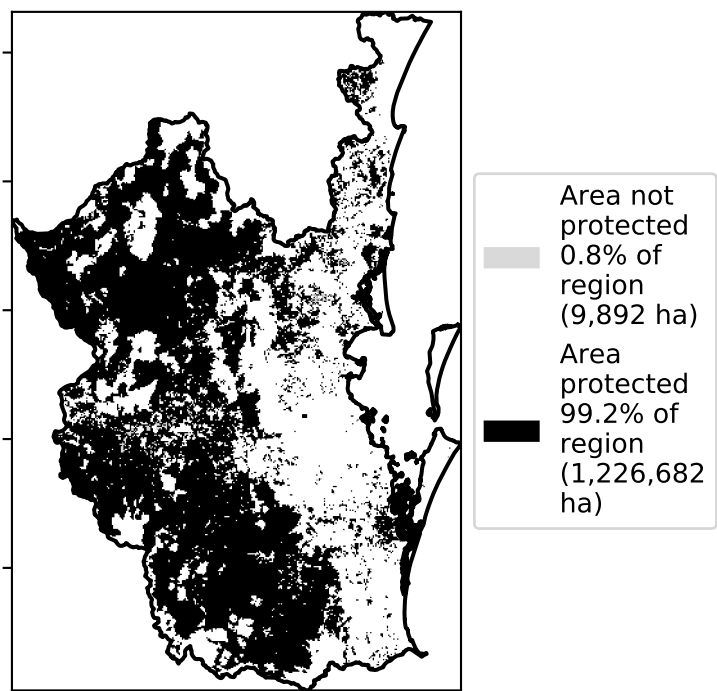 Area not
protected
0.8% of
region
(9,892 ha)
Area
protected
99.2% of
region
(1,226,682
ha)